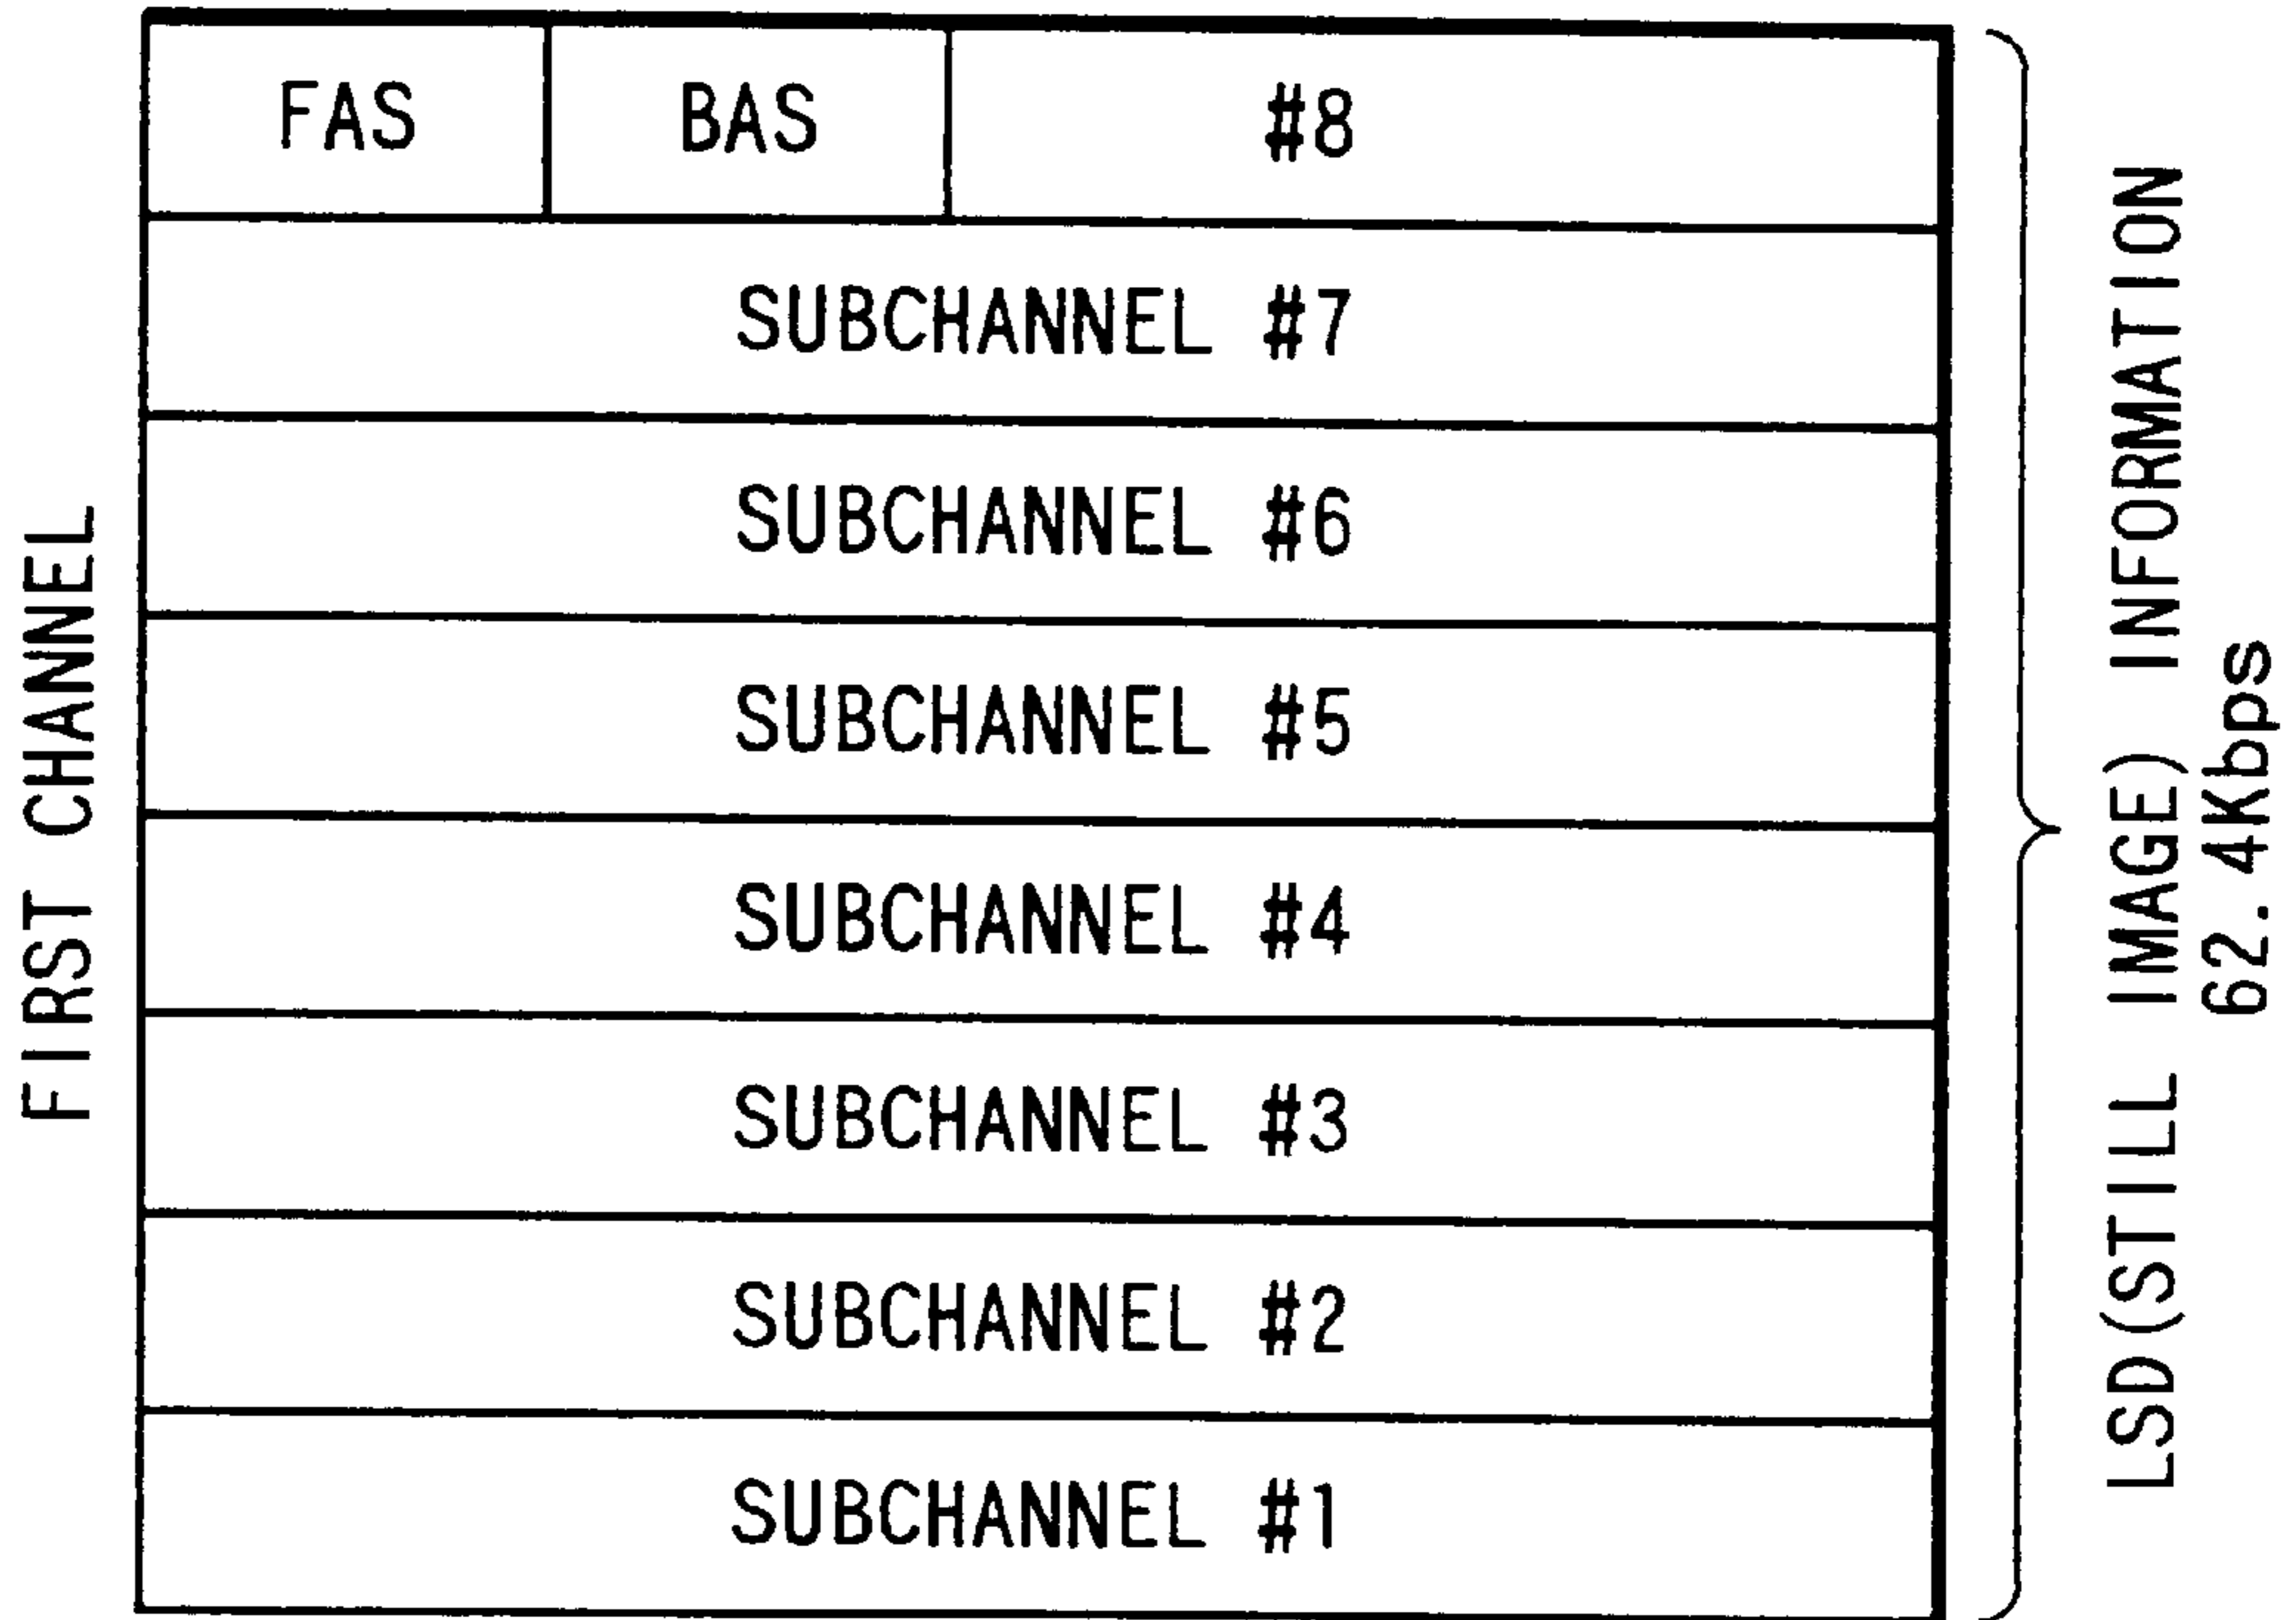 FIRST CHANNEL
FAS BAS #8
SUBCHANNEL #7
SUBCHANNEL #6
SUBCHANNEL #5
SUBCHANNEL #4
SUBCHANNEL #3
SUBCHANNEL #2
SUBCHANNEL #1
LSD(STILL IMAGE) INFORMATION
62.4Kbps